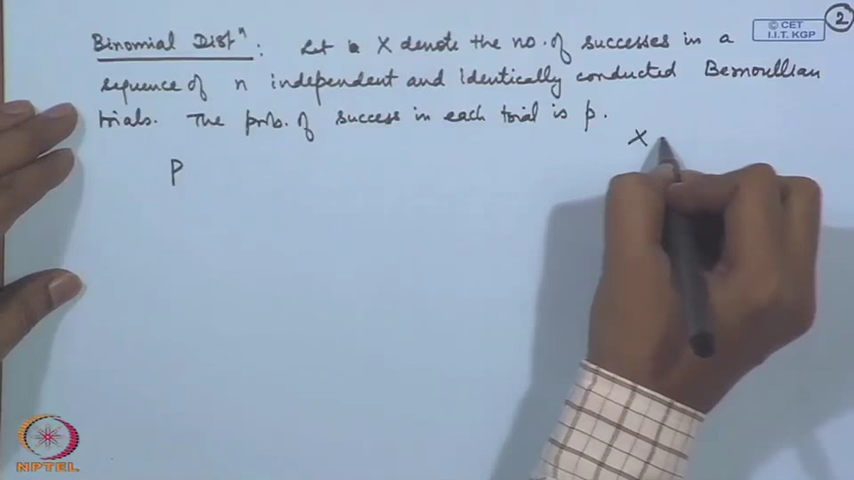 Binomial Distⁿ : Let X denote the no. of successes in a
sequence of n independent and identically conducted Bernoullian
trials. The prob. of success in each trial is p.
X
P
© CET
I.I.T. KGP
2
NPTEL